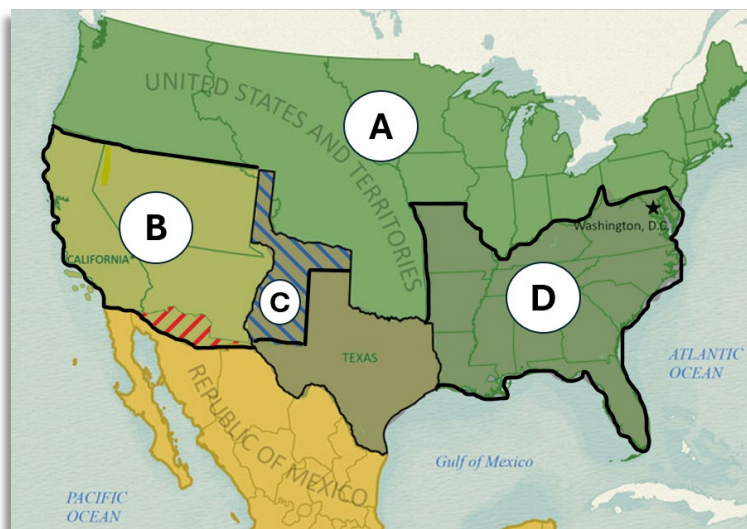 UNITED STATES AND TERRITORIES
A
Washington, D.C.
B
CALIFORNIA*
C
D
TEXAS
ATLANTIC
OCEAN
REPUBLIC OF MEXICO
Gulf of Mexico
PACIFIC
OCEAN